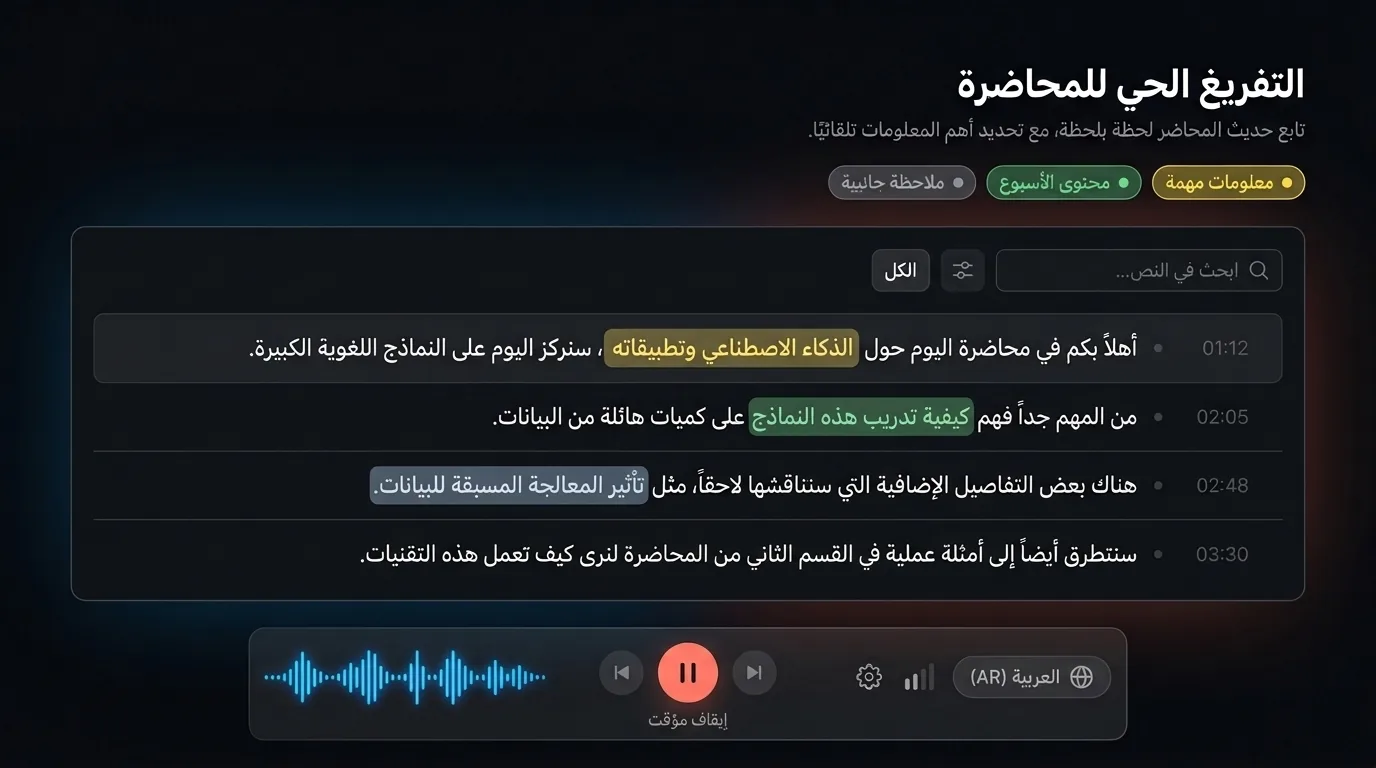 التفريغ الحي للمحاضرة
تابع حديث المحاضر لحظة بلحظة، مع تحديد أهم المعلومات تلقائيًا.
معلومات مهمة
محتوى الأسبوع
ملاحظة جانبية
ابحث في النص...
الكل
01:12 أهلاً بكم في محاضرة اليوم حول الذكاء الاصطناعي وتطبيقاته، سنركز اليوم على النماذج اللغوية الكبيرة.
02:05 من المهم جداً فهم كيفية تدريب هذه النماذج على كميات هائلة من البيانات.
02:48 هناك بعض التفاصيل الإضافية التي سنناقشها لاحقاً، مثل تأثير المعالجة المسبقة للبيانات.
03:30 سنتطرق أيضاً إلى أمثلة عملية في القسم الثاني من المحاضرة لنرى كيف تعمل هذه التقنيات.
العربية (AR)
إيقاف مؤقت